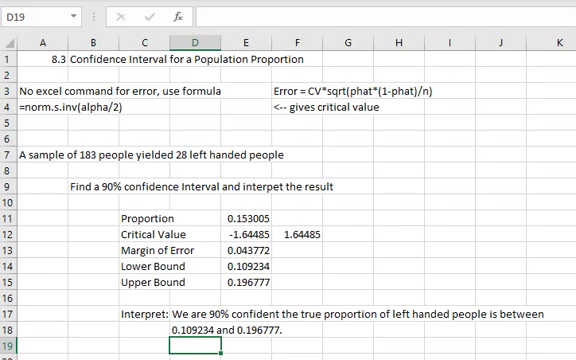 D19
fx
A B C D E F G H I J K
1 8.3 Confidence Interval for a Population Proportion
2
3 No excel command for error, use formula Error = CV*sqrt(phat*(1-phat)/n)
4 =norm.s.inv(alpha/2) <-- gives critical value
5
6
7 A sample of 183 people yielded 28 left handed people
8
9 Find a 90% confidence Interval and interpet the result
10
11 Proportion 0.153005
12 Critical Value -1.64485 1.64485
13 Margin of Error 0.043772
14 Lower Bound 0.109234
15 Upper Bound 0.196777
16
17 Interpret: We are 90% confident the true proportion of left handed people is between
18 0.109234 and 0.196777.
19